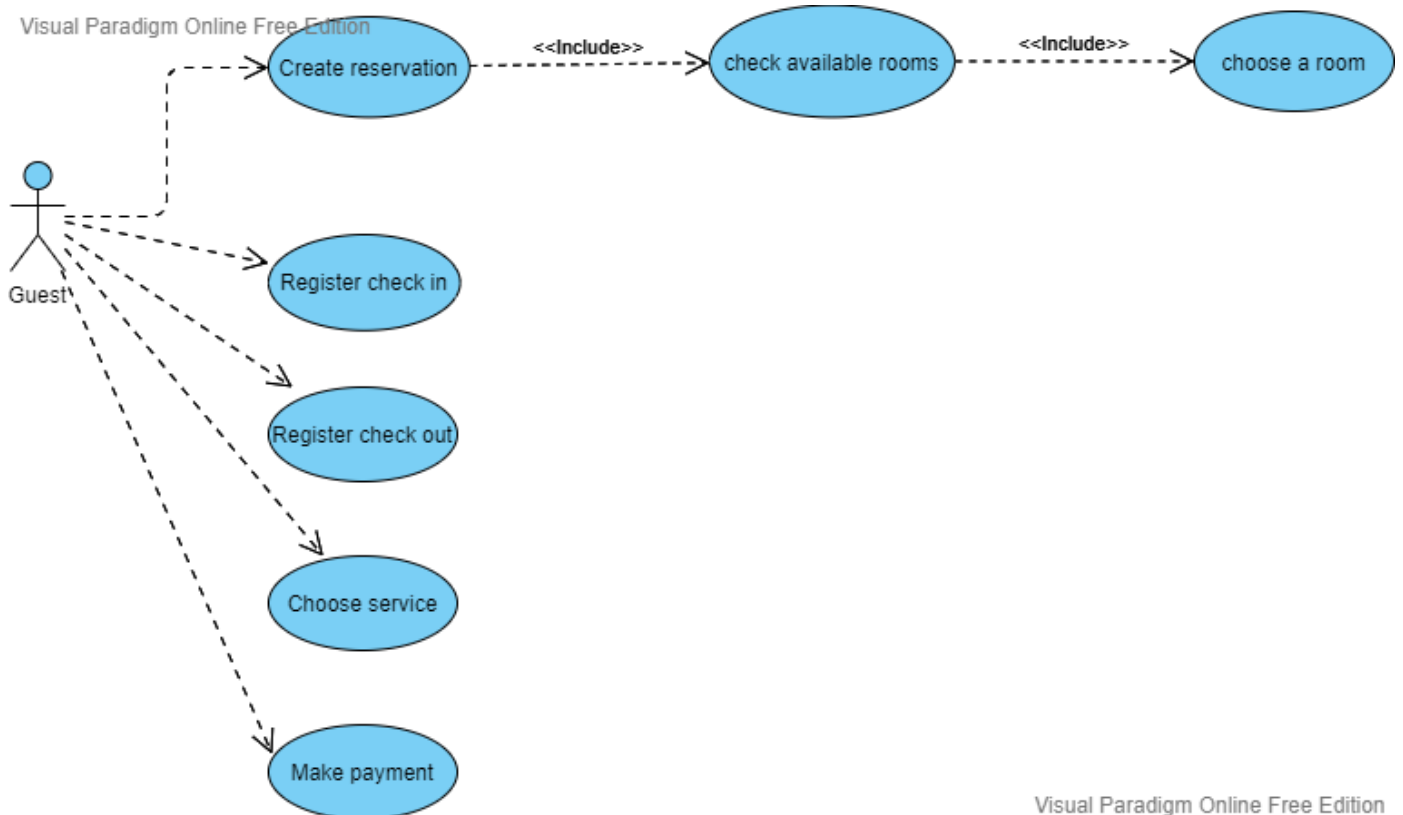 Visual Paradigm Online Free Edition
Create reservation
<<Include>>
check available rooms
<<Include>>
choose a room
Guest
Register check in
Register check out
Choose service
Make payment
Visual Paradigm Online Free Edition